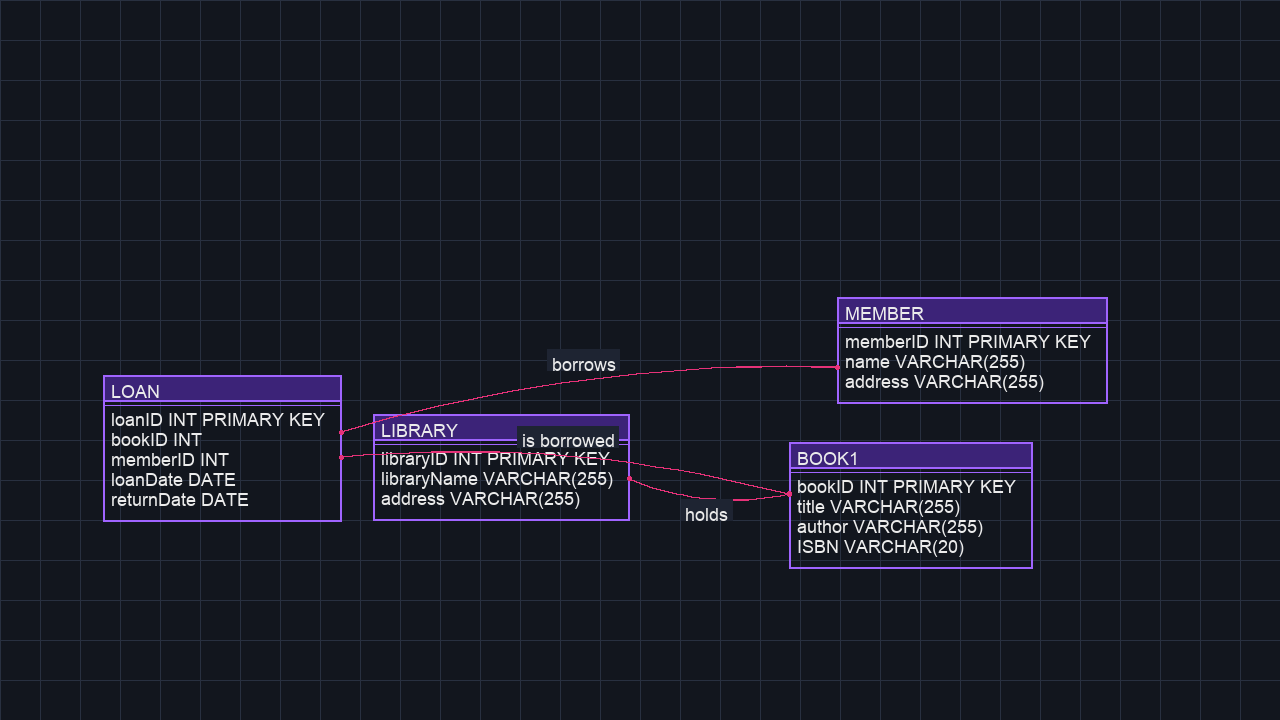 MEMBER
memberID INT PRIMARY KEY
name VARCHAR(255)
address VARCHAR(255)
borrows
LOAN
loanID INT PRIMARY KEY
bookID INT
memberID INT
loanDate DATE
returnDate DATE
LIBRARY
is borrowed
libraryID INT PRIMARY KEY
libraryName VARCHAR(255)
address VARCHAR(255)
holds
BOOK1
bookID INT PRIMARY KEY
title VARCHAR(255)
author VARCHAR(255)
ISBN VARCHAR(20)